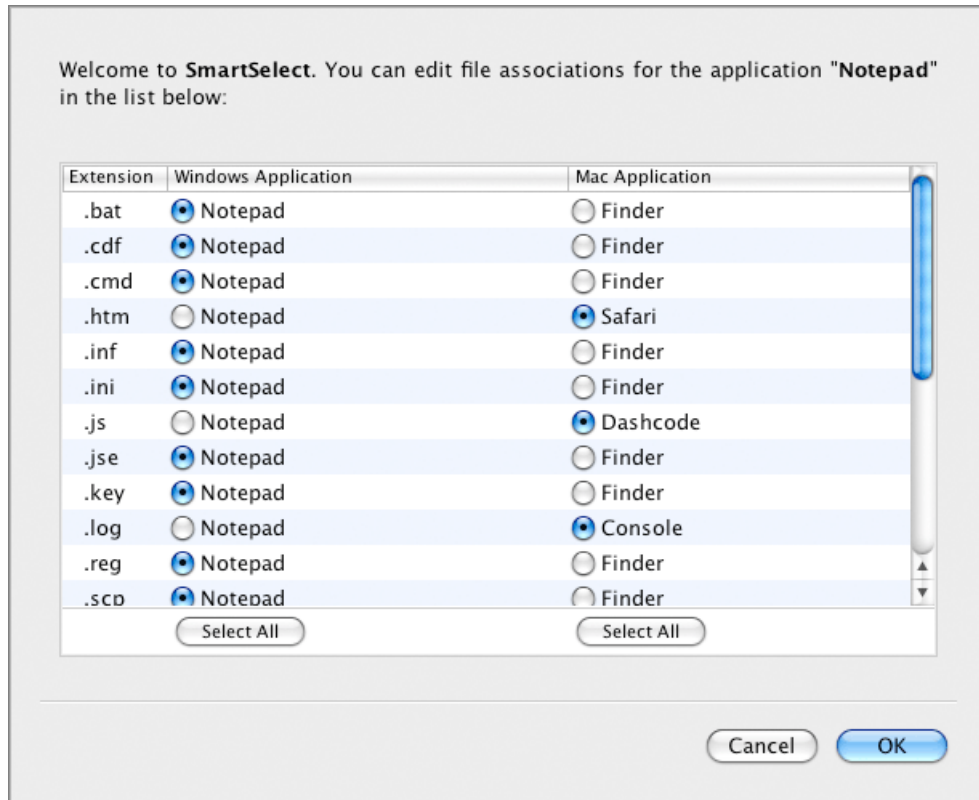 Welcome to SmartSelect. You can edit file associations for the application "Notepad"
in the list below:
Extension Windows Application Mac Application
.bat Notepad Finder
.cdf Notepad Finder
.cmd Notepad Finder
.htm Notepad Safari
.inf Notepad Finder
.ini Notepad Finder
.js Notepad Dashcode
.jse Notepad Finder
.key Notepad Finder
.log Notepad Console
.reg Notepad Finder
.scp Notepad Finder
Select All Select All
Cancel OK